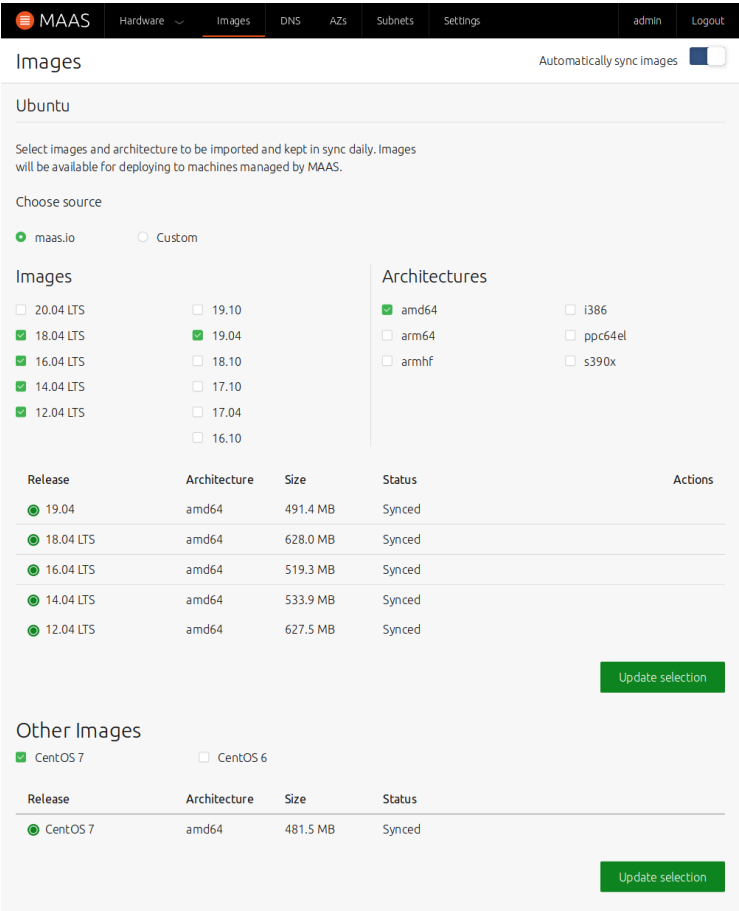 MAAS Hardware Images DNS AZs Subnets Settings admin Logout
Images Automatically sync images
Ubuntu
Select images and architecture to be imported and kept in sync daily. Images
will be available for deploying to machines managed by MAAS.
Choose source
maas.io Custom
Images Architectures
20.04 LTS 19.10 amd64 i386
18.04 LTS 19.04 arm64 ppc64el
16.04 LTS 18.10 armhf s390x
14.04 LTS 17.10
12.04 LTS 17.04
16.10
Release Architecture Size Status Actions
19.04 amd64 491.4 MB Synced
18.04 LTS amd64 628.0 MB Synced
16.04 LTS amd64 519.3 MB Synced
14.04 LTS amd64 533.9 MB Synced
12.04 LTS amd64 627.5 MB Synced
Update selection
Other Images
CentOS 7 CentOS 6
Release Architecture Size Status
CentOS 7 amd64 481.5 MB Synced
Update selection